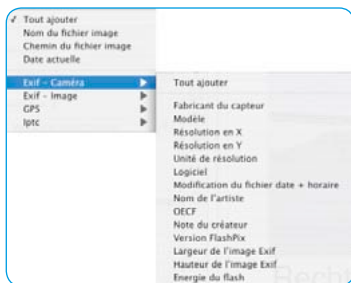 ✓ Tout ajouter
Nom du fichier image
Chemin du fichier image
Date actuelle
Exif - Caméra
Exif - Image
GPS
Iptc
Tout ajouter
Fabricant du capteur
Modèle
Résolution en X
Résolution en Y
Unité de résolution
Logiciel
Modification du fichier date + horaire
Nom de l'artiste
OECF
Note du créateur
Version FlashPix
Largeur de l'image Exif
Hauteur de l'image Exif
Energie du flash
Recht